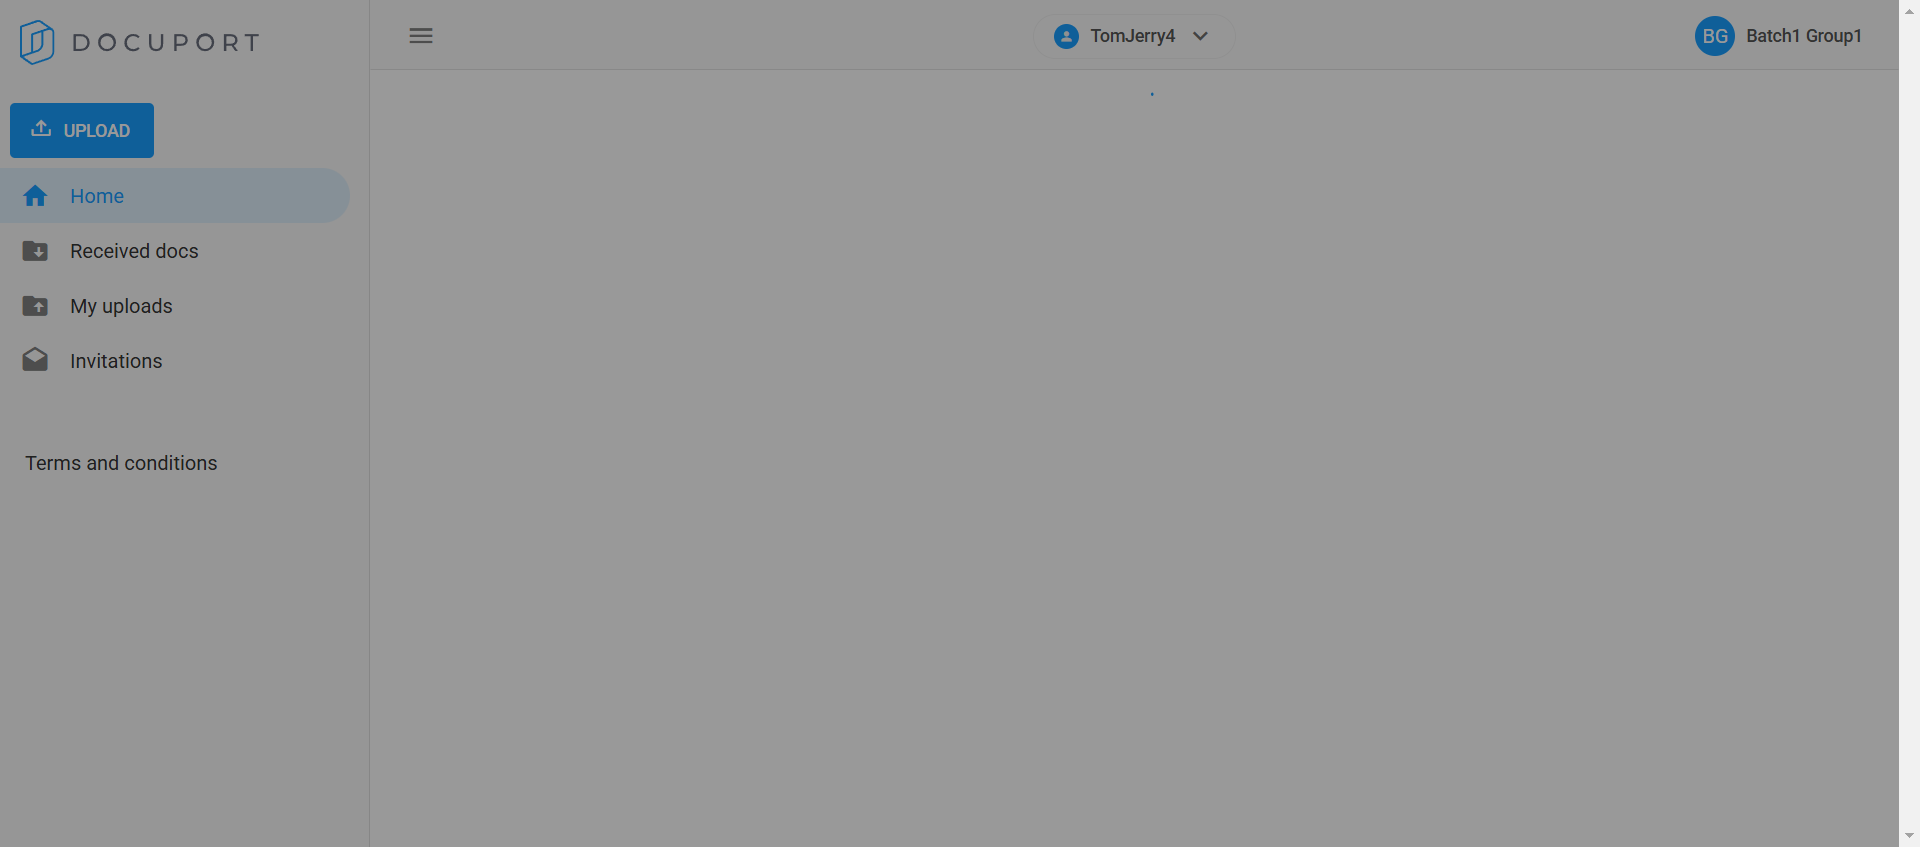 DOCUPORT
TomJerry4
BG Batch1 Group1
UPLOAD
Home
Received docs
My uploads
Invitations
Terms and conditions